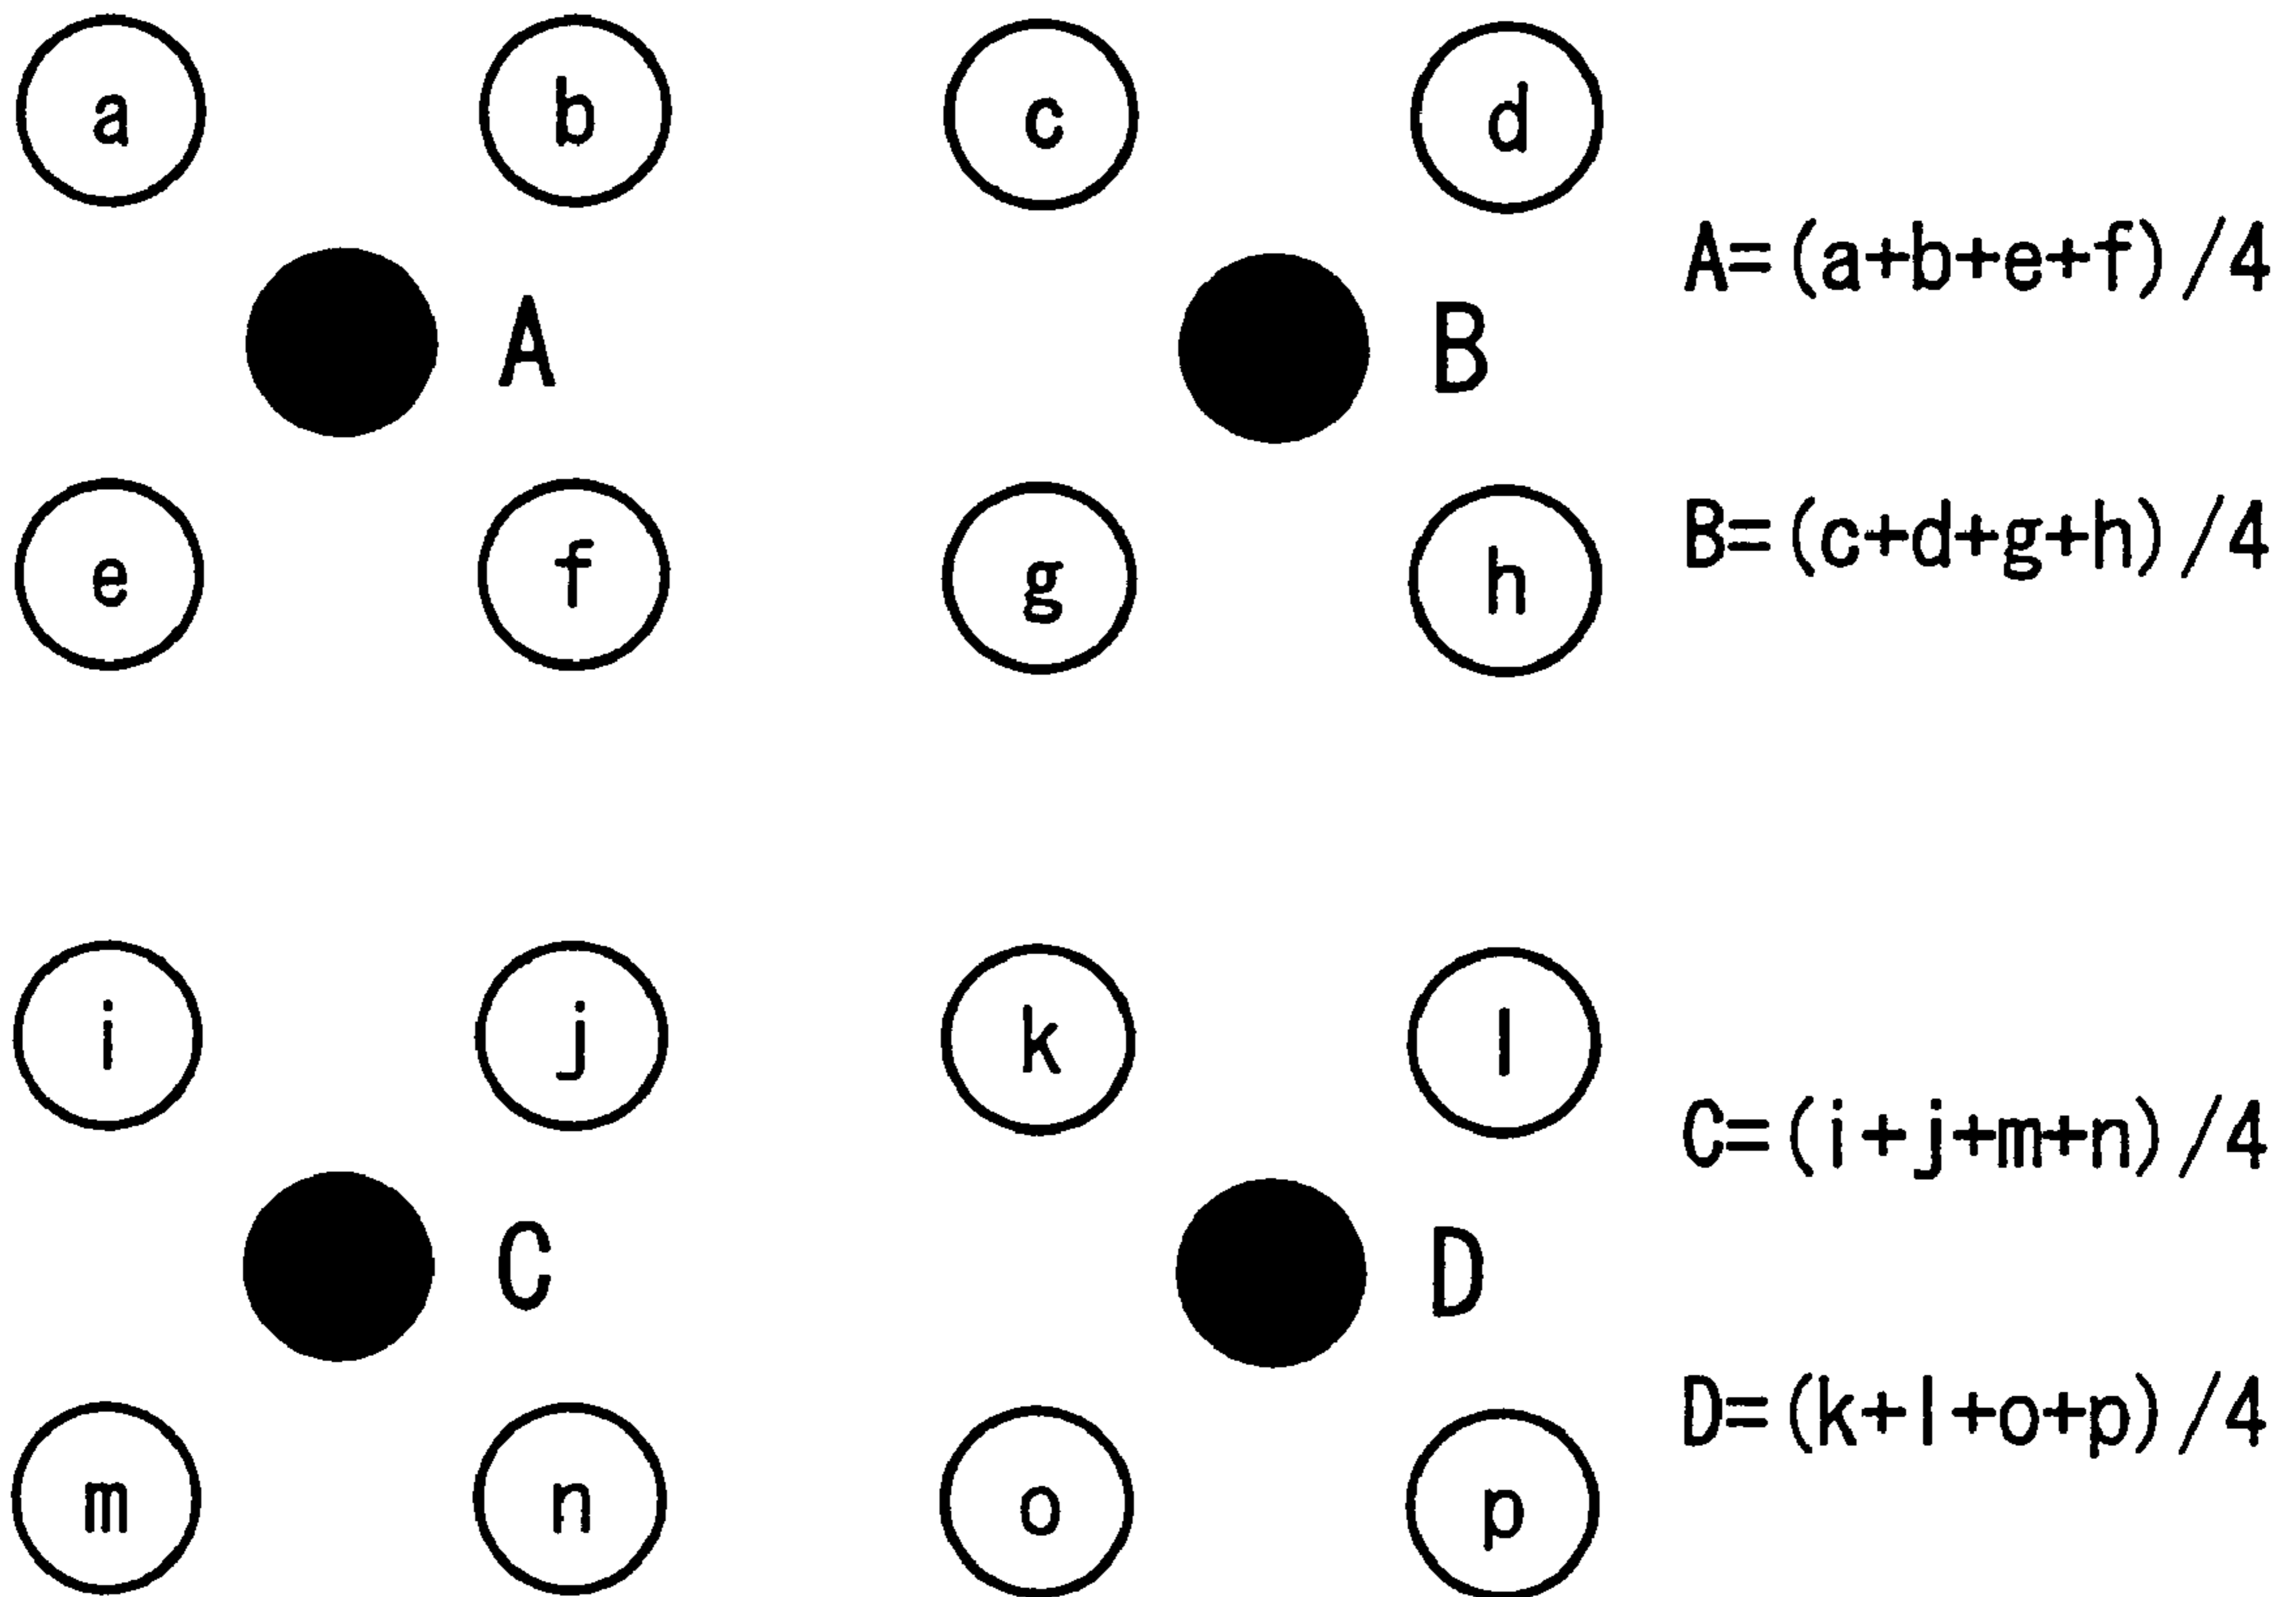 a b c d
A=(a+b+e+f)/4
A B
e f g h
B=(c+d+g+h)/4
i j k l
C=(i+j+m+n)/4
C D
D=(k+l+o+p)/4
m n o p